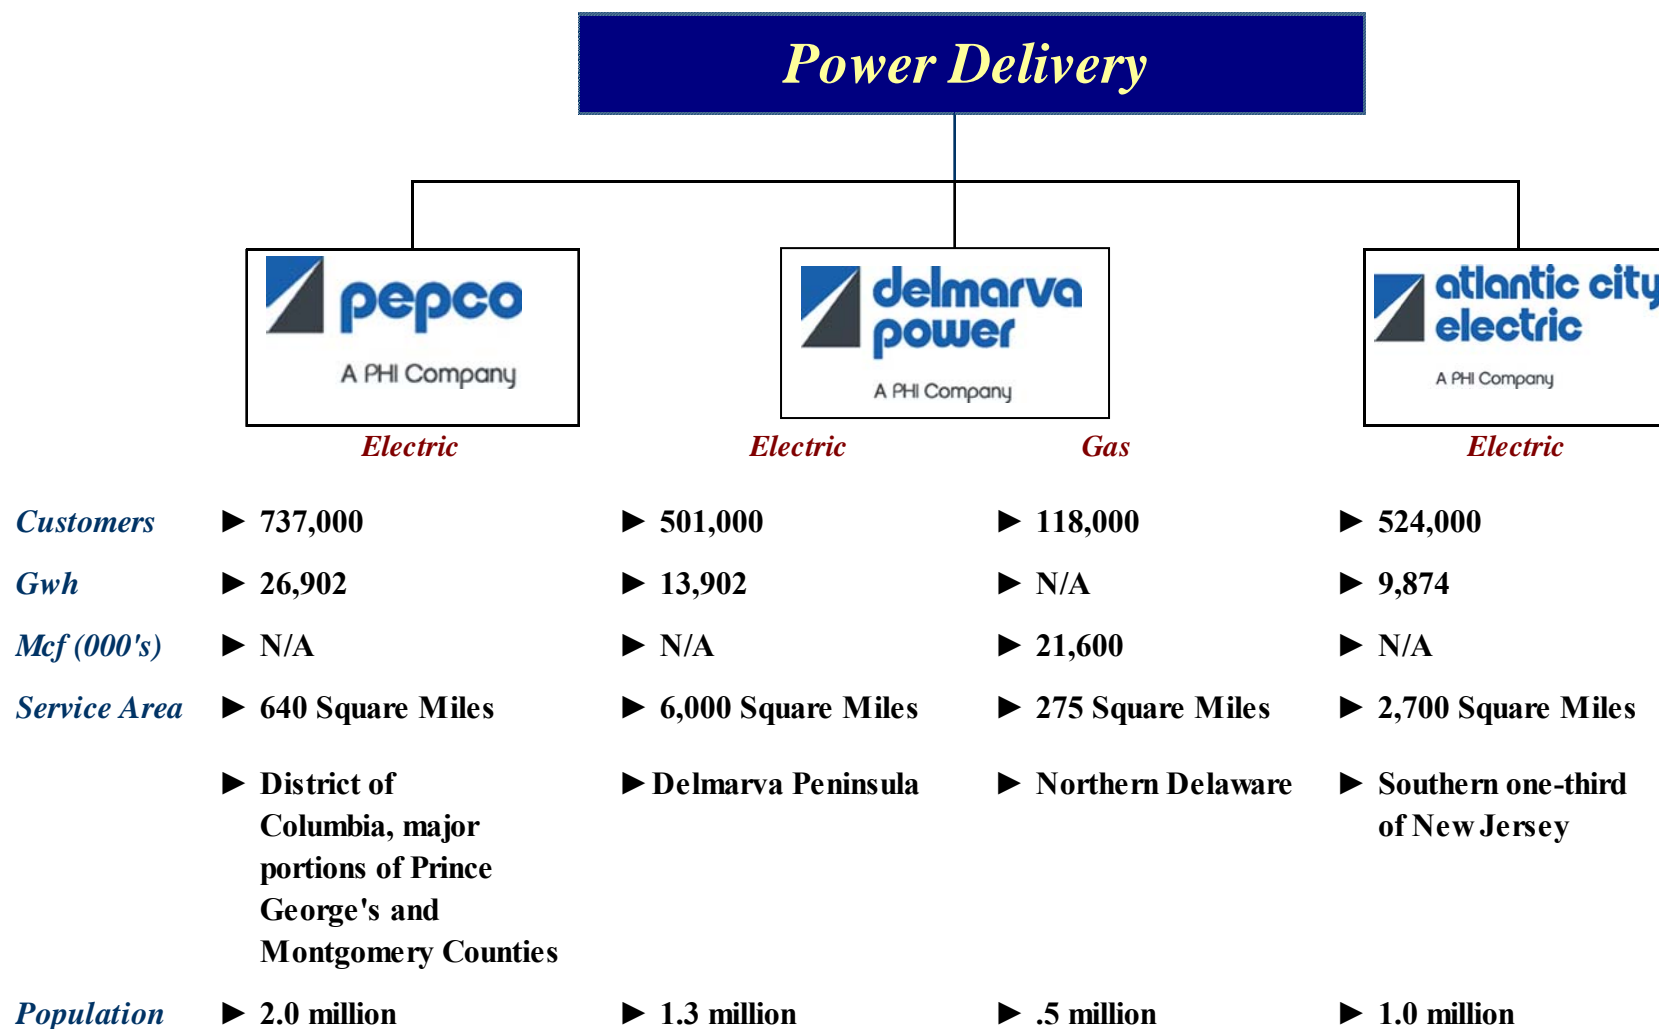 Power Delivery
pepco
A PHI Company
delmarva
power
A PHI Company
atlantic city
electric
A PHI Company
Electric Electric Gas Electric
Customers ► 737,000 ► 501,000 ► 118,000 ► 524,000
Gwh ► 26,902 ► 13,902 ► N/A ► 9,874
Mcf (000's) ► N/A ► N/A ► 21,600 ► N/A
Service Area ► 640 Square Miles ► 6,000 Square Miles ► 275 Square Miles ► 2,700 Square Miles
► District of
Columbia, major
portions of Prince
George's and
Montgomery Counties
► Delmarva Peninsula
► Northern Delaware
► Southern one-third
of New Jersey
Population ► 2.0 million ► 1.3 million ► .5 million ► 1.0 million